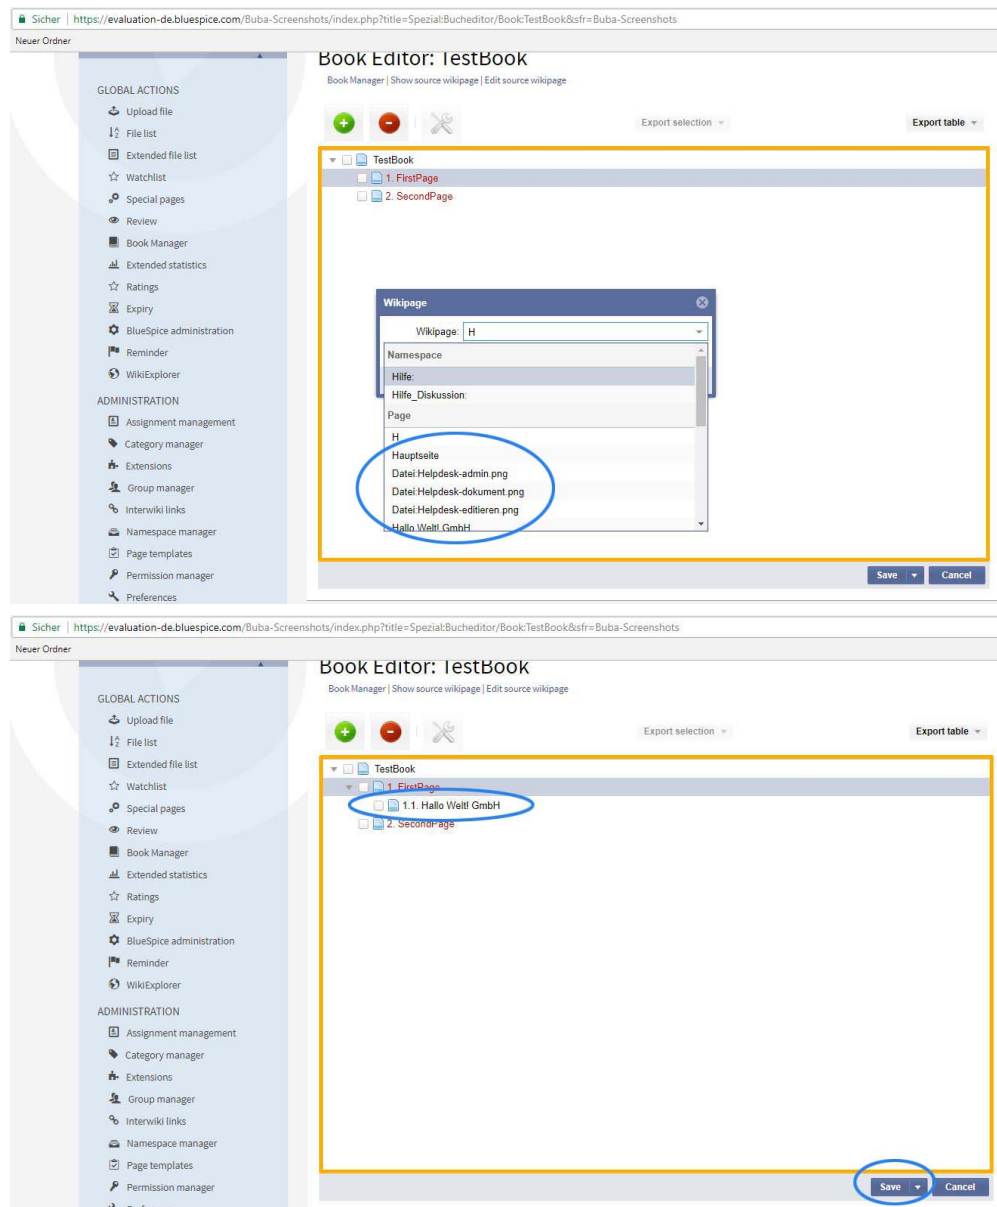 Sicher | https://evaluation-de.bluespice.com/Buba-Screenshots/index.php?title=Spezial:Bucheditor/Book:TestBook&sfr=Buba-Screenshots
Neuer Ordner
Book Editor: TestBook
Book Manager | Show source wikipage | Edit source wikipage
GLOBAL ACTIONS
Upload file
File list
Extended file list
Watchlist
Special pages
Review
Book Manager
Extended statistics
Ratings
Expiry
BlueSpice administration
Reminder
WikiExplorer
ADMINISTRATION
Assignment management
Category manager
Extensions
Group manager
Interwiki links
Namespace manager
Page templates
Permission manager
Preferences
Export selection
Export table
TestBook
1. FirstPage
2. SecondPage
Wikipage
Wikipage: H
Namespace
Hilfe:
Hilfe_Diskussion:
Page
H
Hauptseite
Datei:Helpdesk-admin.png
Datei:Helpdesk-dokument.png
Datei:Helpdesk-editieren.png
Hallo Welt! GmbH
Save
Cancel
Sicher | https://evaluation-de.bluespice.com/Buba-Screenshots/index.php?title=Spezial:Bucheditor/Book:TestBook&sfr=Buba-Screenshots
Neuer Ordner
Book Editor: TestBook
Book Manager | Show source wikipage | Edit source wikipage
GLOBAL ACTIONS
Upload file
File list
Extended file list
Watchlist
Special pages
Review
Book Manager
Extended statistics
Ratings
Expiry
BlueSpice administration
Reminder
WikiExplorer
ADMINISTRATION
Assignment management
Category manager
Extensions
Group manager
Interwiki links
Namespace manager
Page templates
Permission manager
Export selection
Export table
TestBook
1. FirstPage
1.1. Hallo Welt! GmbH
2. SecondPage
Save
Cancel